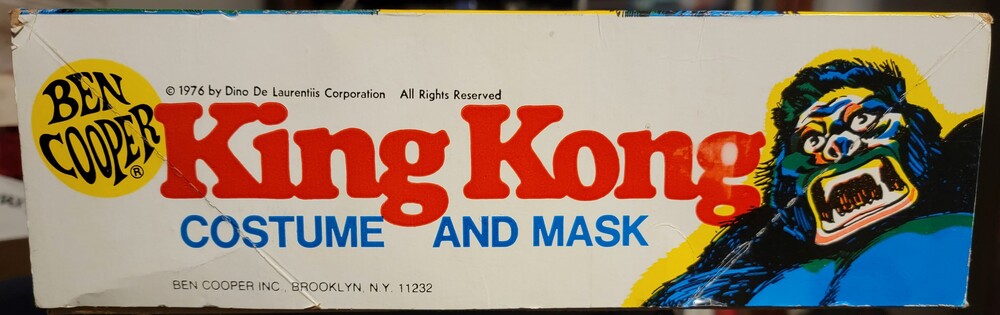 BEN
COOPER®
© 1976 by Dino De Laurentiis Corporation All Rights Reserved
King Kong
COSTUME AND MASK
BEN COOPER INC., BROOKLYN, N.Y. 11232